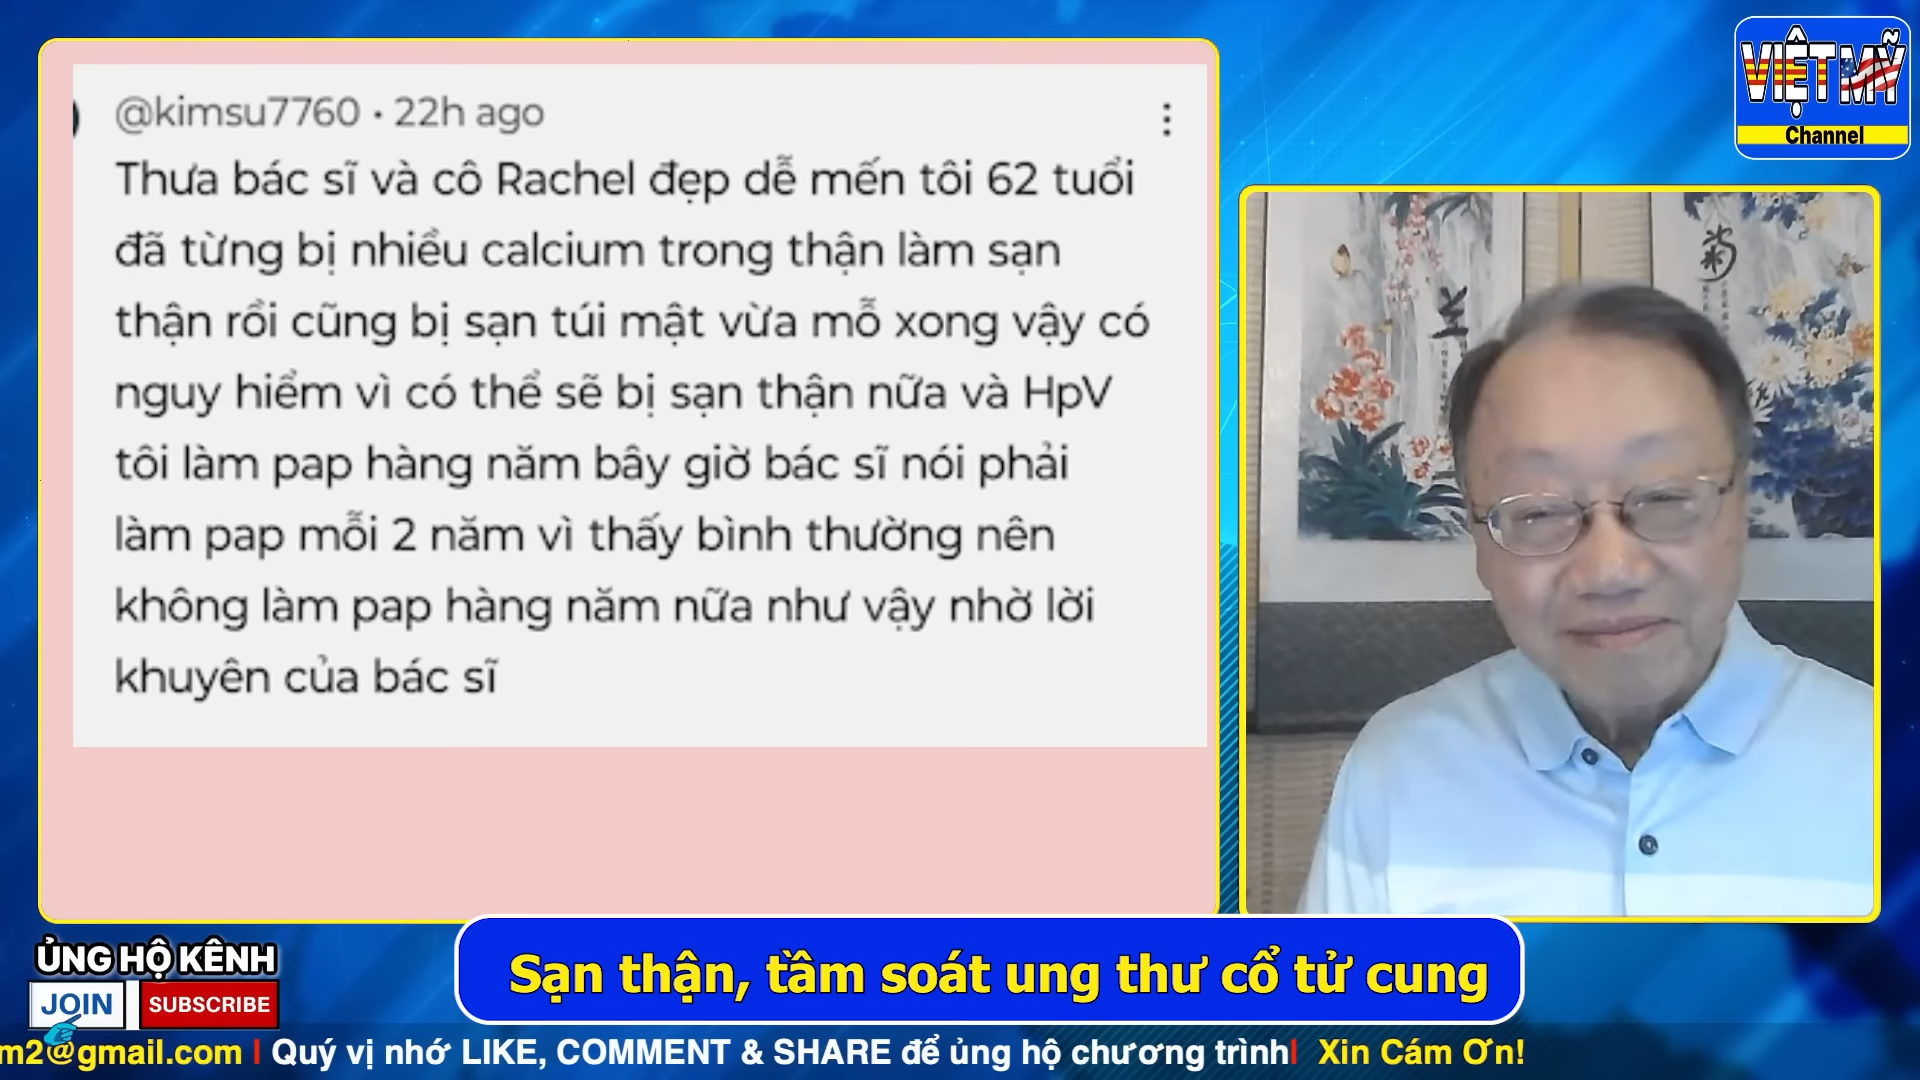 @kimsu7760 • 22h ago
Thưa bác sĩ và cô Rachel đẹp dễ mến tôi 62 tuổi
đã từng bị nhiều calcium trong thận làm sạn
thận rồi cũng bị sạn túi mật vừa mỗ xong vậy có
nguy hiểm vì có thể sẽ bị sạn thận nữa và HpV
tôi làm pap hàng năm bây giờ bác sĩ nói phải
làm pap mỗi 2 năm vì thấy bình thường nên
không làm pap hàng năm nữa như vậy nhờ lời
khuyên của bác sĩ
VIỆT MỸ
Channel
菊
蘭
ỦNG HỘ KÊNH
JOIN
SUBSCRIBE
Sạn thận, tầm soát ung thư cổ tử cung
m2@gmail.com | Quý vị nhớ LIKE, COMMENT & SHARE để ủng hộ chương trình| Xin Cám Ơn!